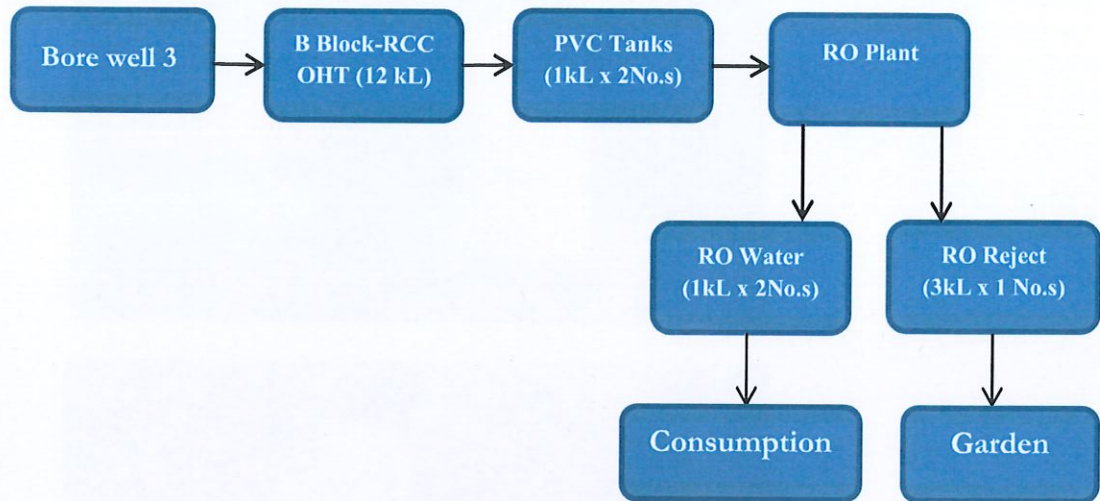 Bore well 3
B Block-RCC
OHT (12 kL)
PVC Tanks
(1kL x 2No.s)
RO Plant
RO Water
(1kL x 2No.s)
RO Reject
(3kL x 1 No.s)
Consumption
Garden